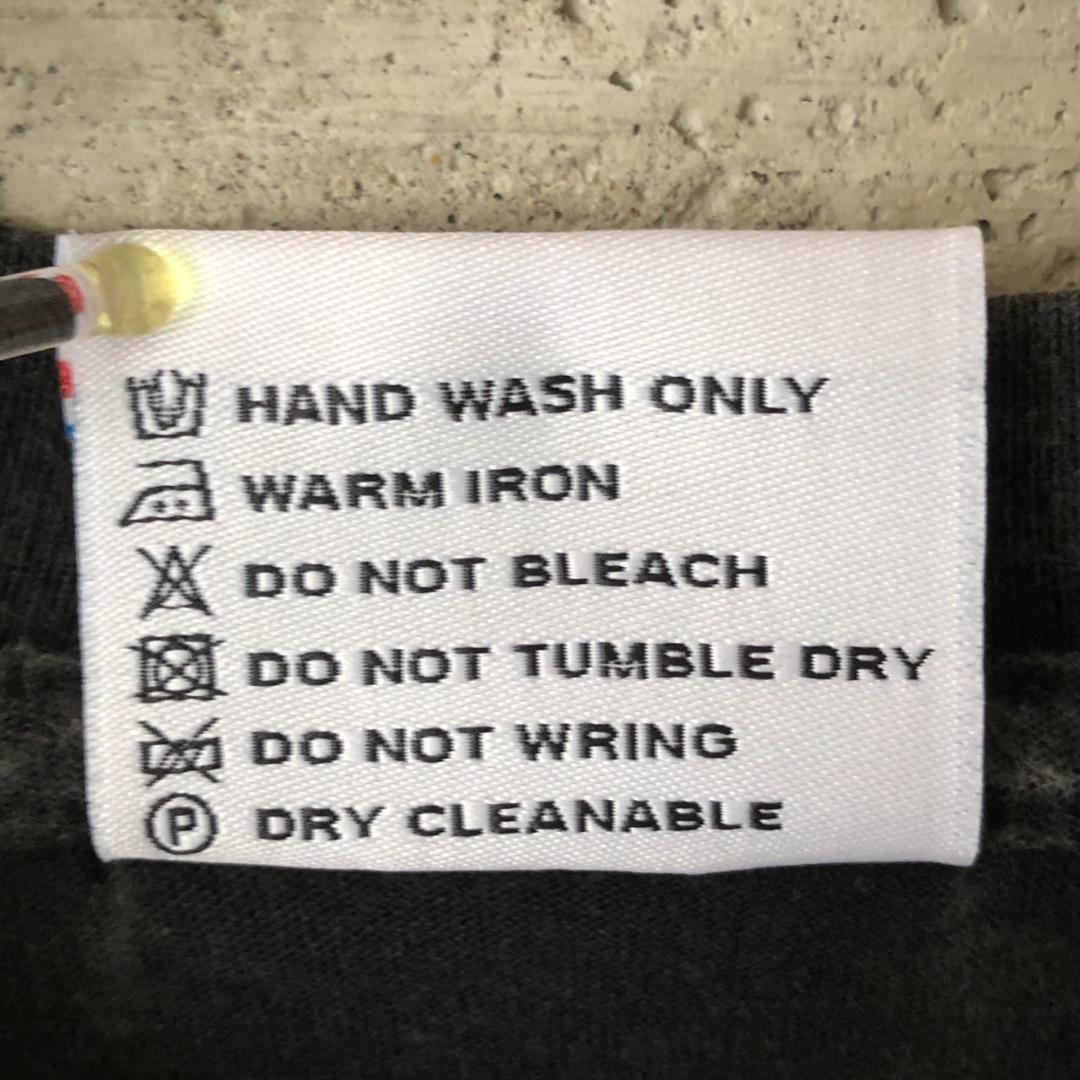 HAND WASH ONLY
WARM IRON
DO NOT BLEACH
DO NOT TUMBLE DRY
DO NOT WRING
P DRY CLEANABLE